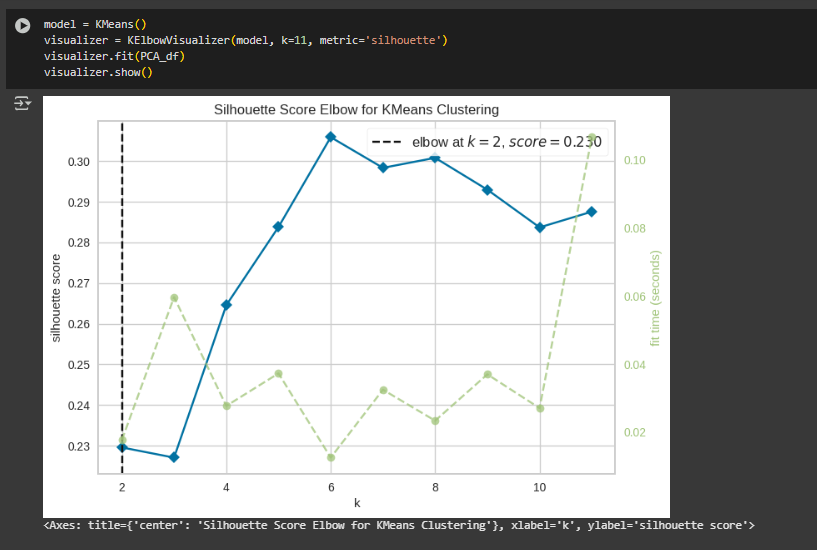 model = KMeans()
visualizer = KElbowVisualizer(model, k=11, metric='silhouette')
visualizer.fit(PCA_df)
visualizer.show()
Silhouette Score Elbow for KMeans Clustering
elbow at k = 2, score = 0.230
0.30
0.29
0.28
0.27
0.26
0.25
0.24
0.23
silhouette score
0.10
0.08
0.06
0.04
0.02
fit time (seconds)
2 4 6 8 10
k
<Axes: title={'center': 'Silhouette Score Elbow for KMeans Clustering'}, xlabel='k', ylabel='silhouette score'>